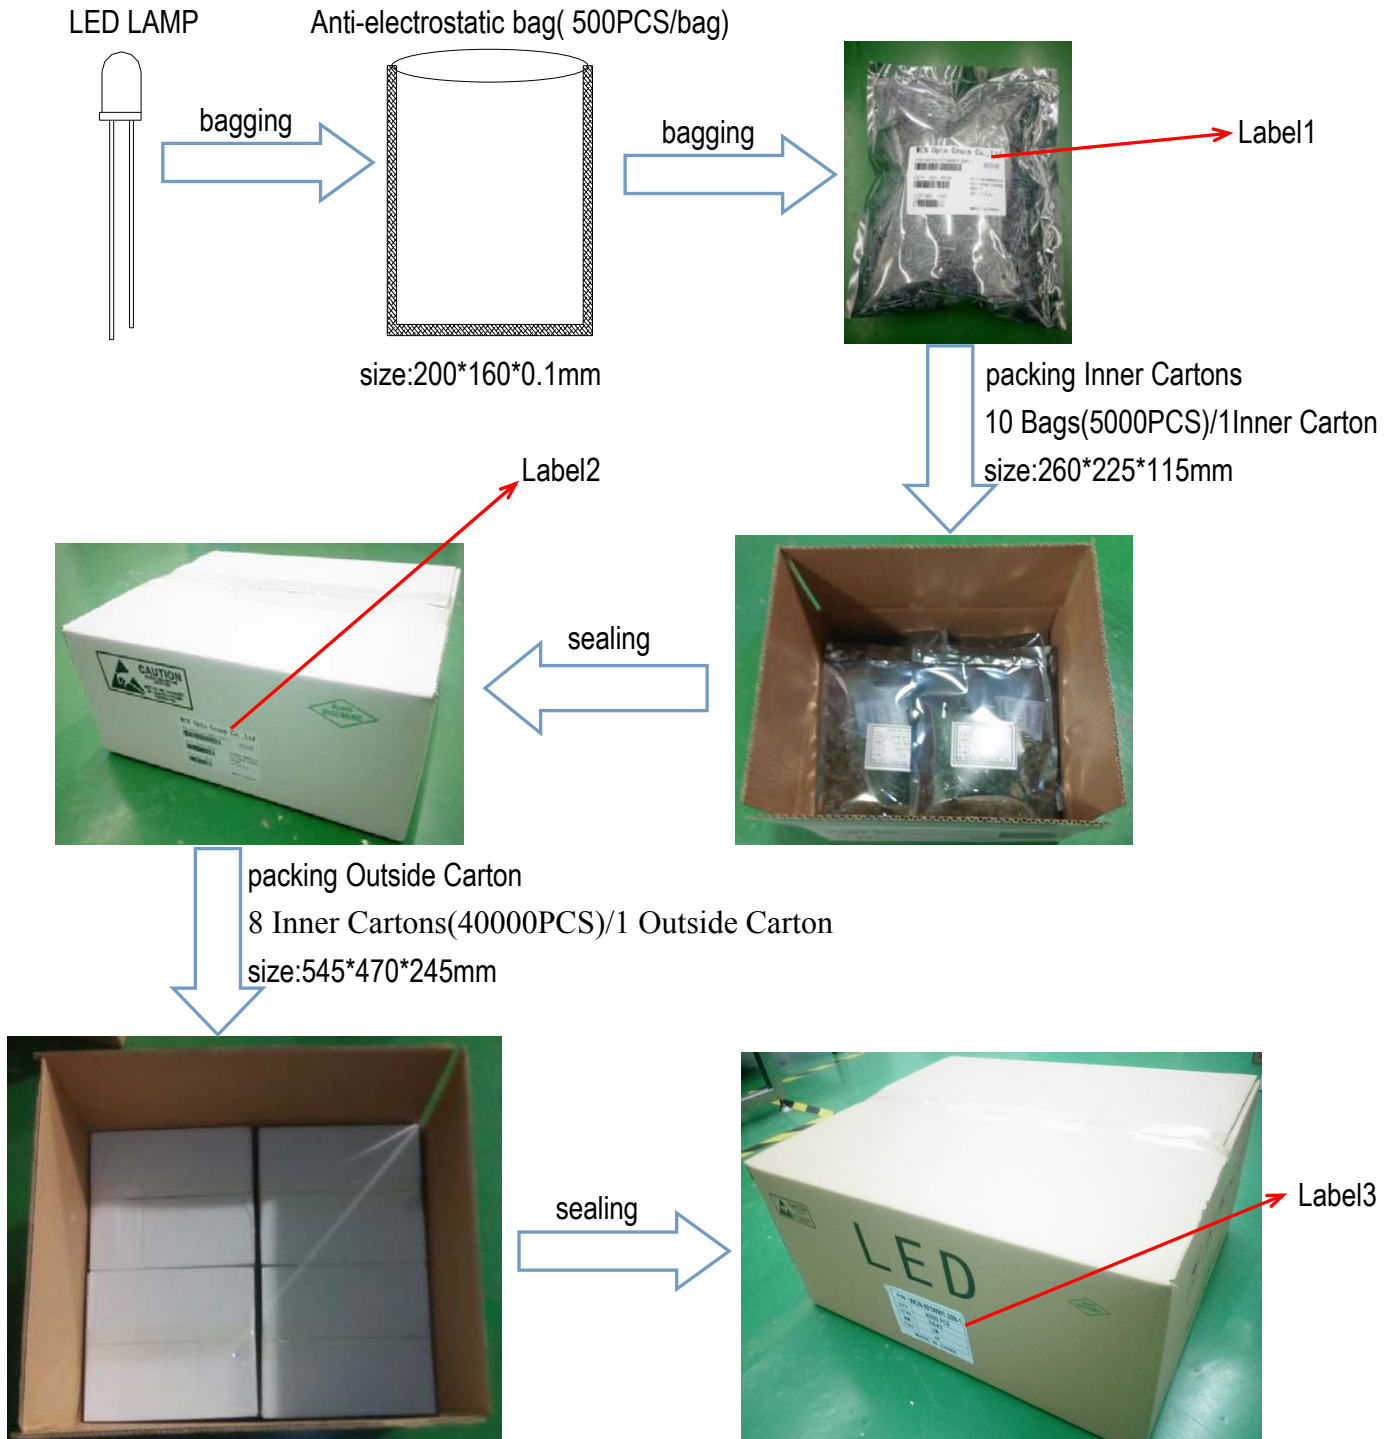 LED LAMP
Anti-electrostatic bag( 500PCS/bag)
bagging
bagging
Label1
size:200*160*0.1mm
packing Inner Cartons
10 Bags(5000PCS)/1Inner Carton
size:260*225*115mm
Label2
sealing
CAUTION
packing Outside Carton
8 Inner Cartons(40000PCS)/1 Outside Carton
size:545*470*245mm
sealing
Label3
LED